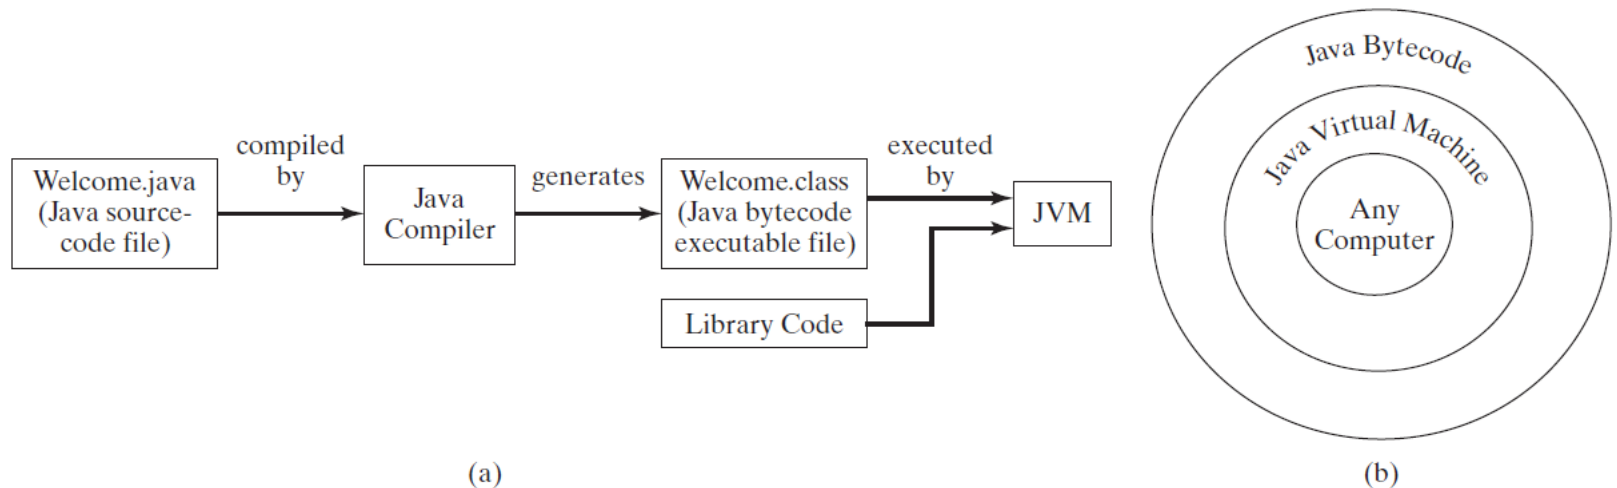 compiled
by
Welcome.java
(Java source-
code file)
Java
Compiler
generates
Welcome.class
(Java bytecode
executable file)
executed
by
JVM
Library Code
(a)
Java Bytecode
Java Virtual Machine
Any
Computer
(b)